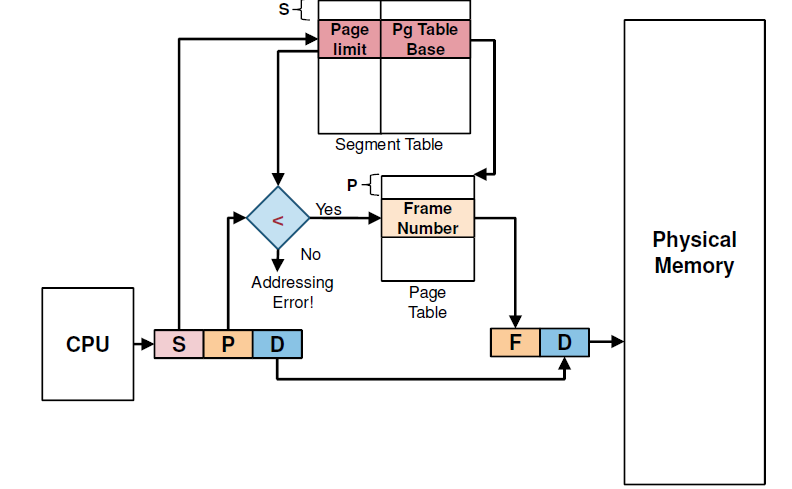 S
Page limit
Pg Table Base
Segment Table
P
Frame Number
Page Table
<
Yes
No
Addressing Error!
CPU
S P D
F D
Physical Memory